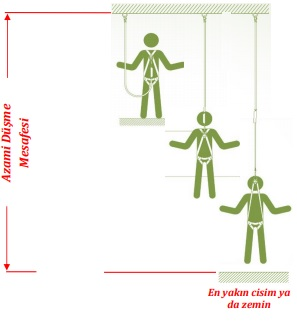 Azami Düşme
Mesafesi
En yakın cisim ya
da zemin